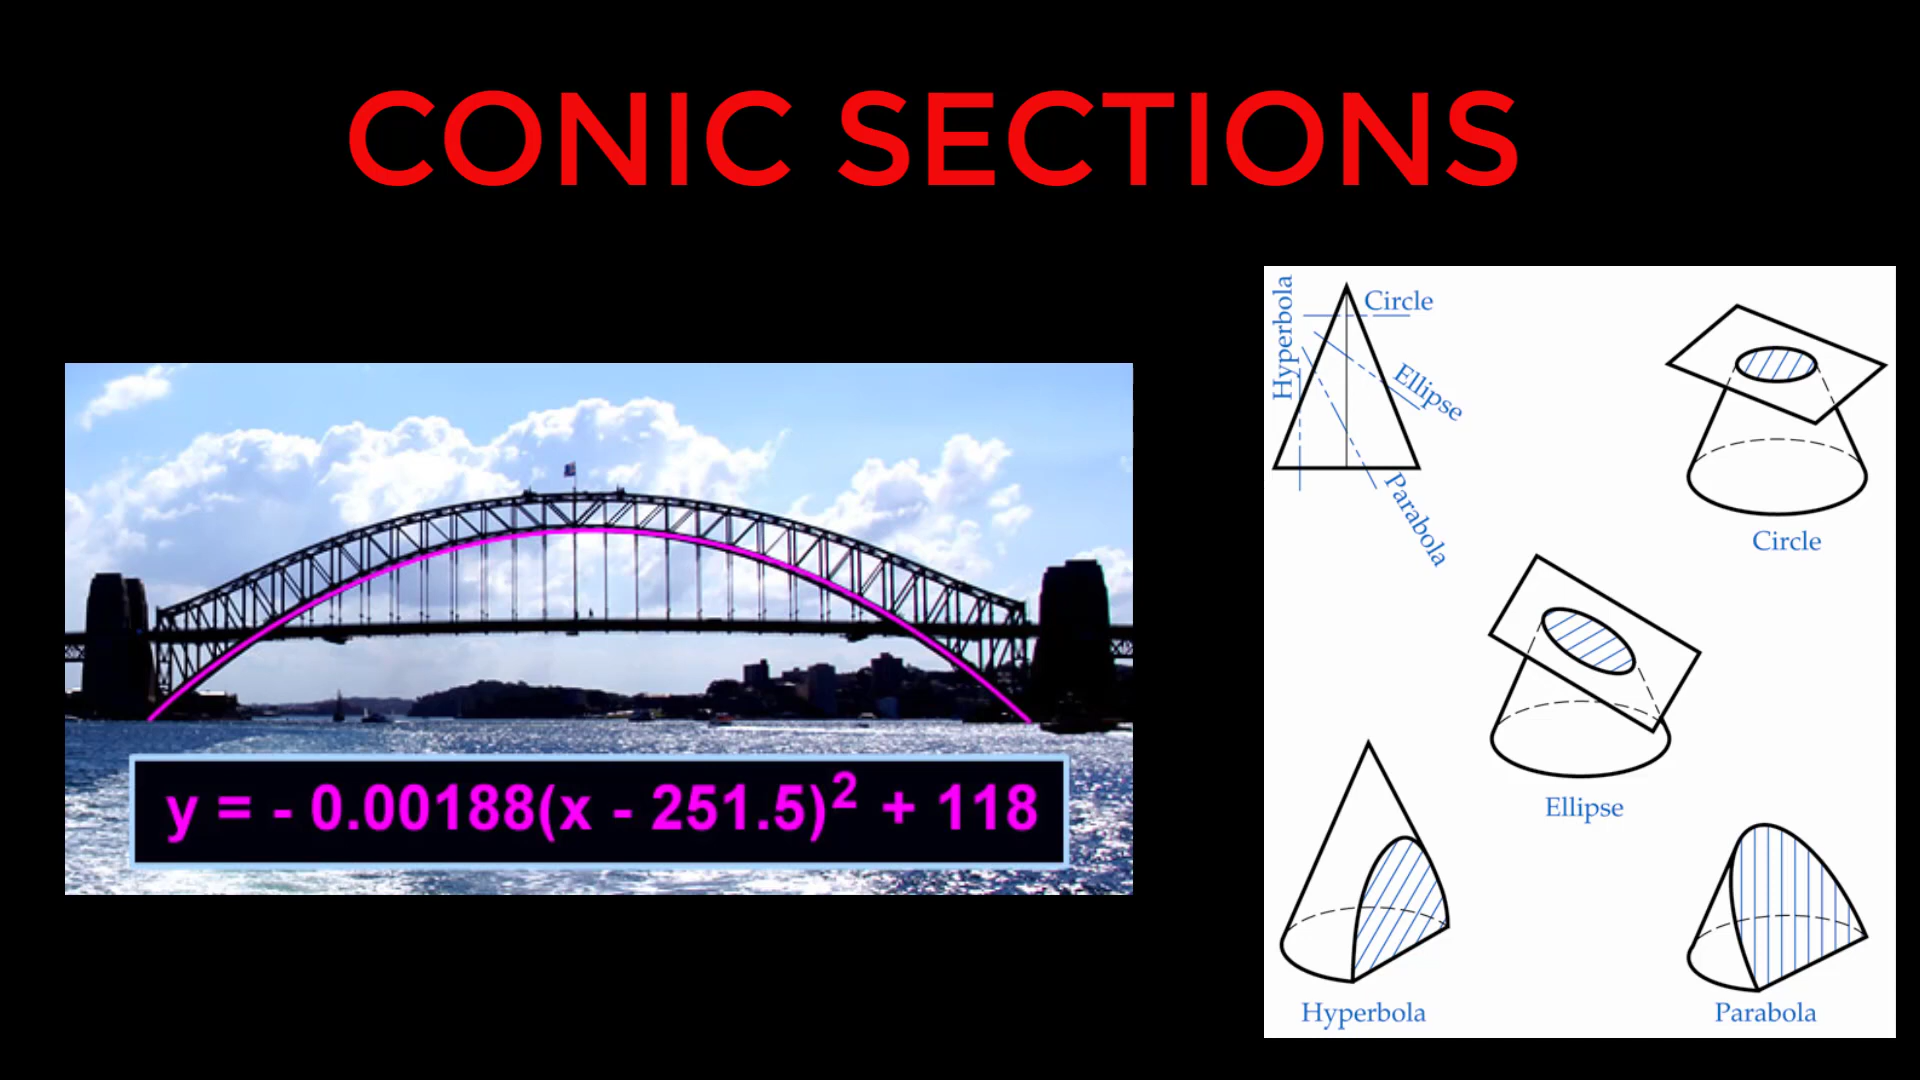 CONIC SECTIONS
y = - 0.00188(x - 251.5)² + 118
Hyperbola
Circle
Ellipse
Parabola
Circle
Ellipse
Hyperbola
Parabola